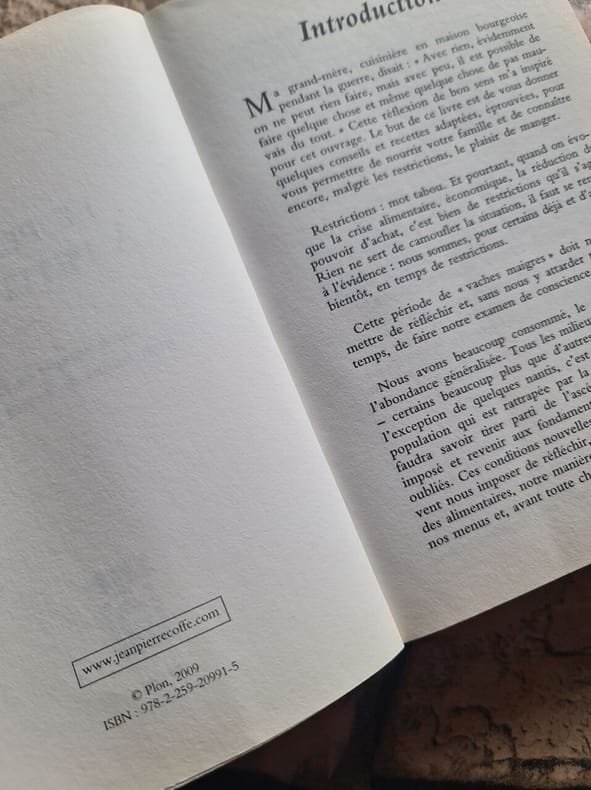 www.jeanpierrecoffe.com
© Plon, 2009
ISBN : 978-2-259-20991-5
Introduction
Ma grand-mère, cuisinière en maison bourgeoise
pendant la guerre, disait : « Avec rien, évidemment
on ne peut rien faire, mais avec peu, il est possible de
faire quelque chose et même quelque chose de pas mau-
vais du tout. » Cette réflexion de bon sens m'a inspiré
pour cet ouvrage. Le but de ce livre est de vous donner
quelques conseils et recettes adaptées, éprouvées, pour
vous permettre de nourrir votre famille et de connaître
encore, malgré les restrictions, le plaisir de manger.
Restrictions : mot tabou. Et pourtant, quand on évo-
que la crise alimentaire, économique, la réduction d
pouvoir d'achat, c'est bien de restrictions qu'il s'ag
Rien ne sert de camoufler la situation, il faut se ren
à l'évidence : nous sommes, pour certains déjà et d'a
bientôt, en temps de restrictions.
Cette période de « vaches maigres » doit n
mettre de réfléchir et, sans nous y attarder
temps, de faire notre examen de conscience
Nous avons beaucoup consommé, le
l'abondance généralisée. Tous les milieu
– certains beaucoup plus que d'autres
l'exception de quelques nantis, c'est
population qui est rattrapée par la
faudra savoir tirer parti de l'ascé
imposé et revenir aux fondament
oubliés. Ces conditions nouvelles
vent nous imposer de réfléchir,
des alimentaires, notre manière
nos menus et, avant toute ch